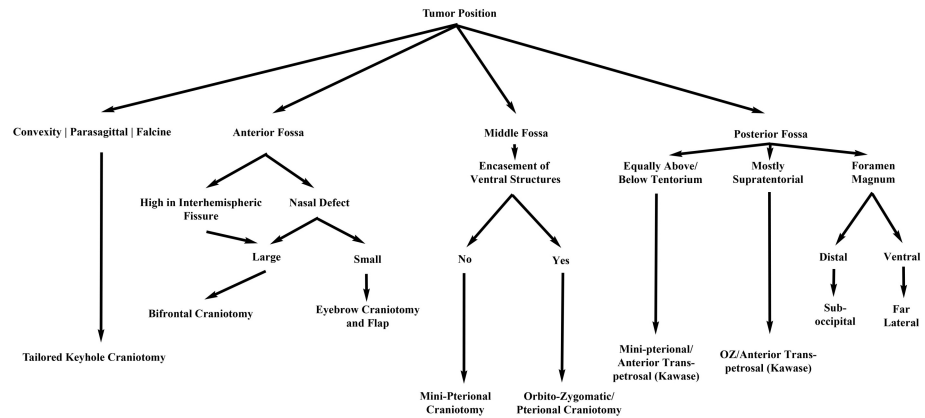 Tumor Position
Convexity | Parasagittal | Falcine
Anterior Fossa
Middle Fossa
Posterior Fossa
High in Interhemispheric
Fissure
Nasal Defect
Encasement of
Ventral Structures
Equally Above/
Below Tentorium
Mostly
Supratentorial
Foramen
Magnum
Large
Small
No
Yes
Distal
Ventral
Bifrontal Craniotomy
Eyebrow Craniotomy
and Flap
Sub-
occipital
Far
Lateral
Tailored Keyhole Craniotomy
Mini-Pterional
Craniotomy
Orbito-Zygomatic/
Pterional Craniotomy
Mini-pterional/
Anterior Trans-
petrosal (Kawase)
OZ/Anterior Trans-
petrosal (Kawase)